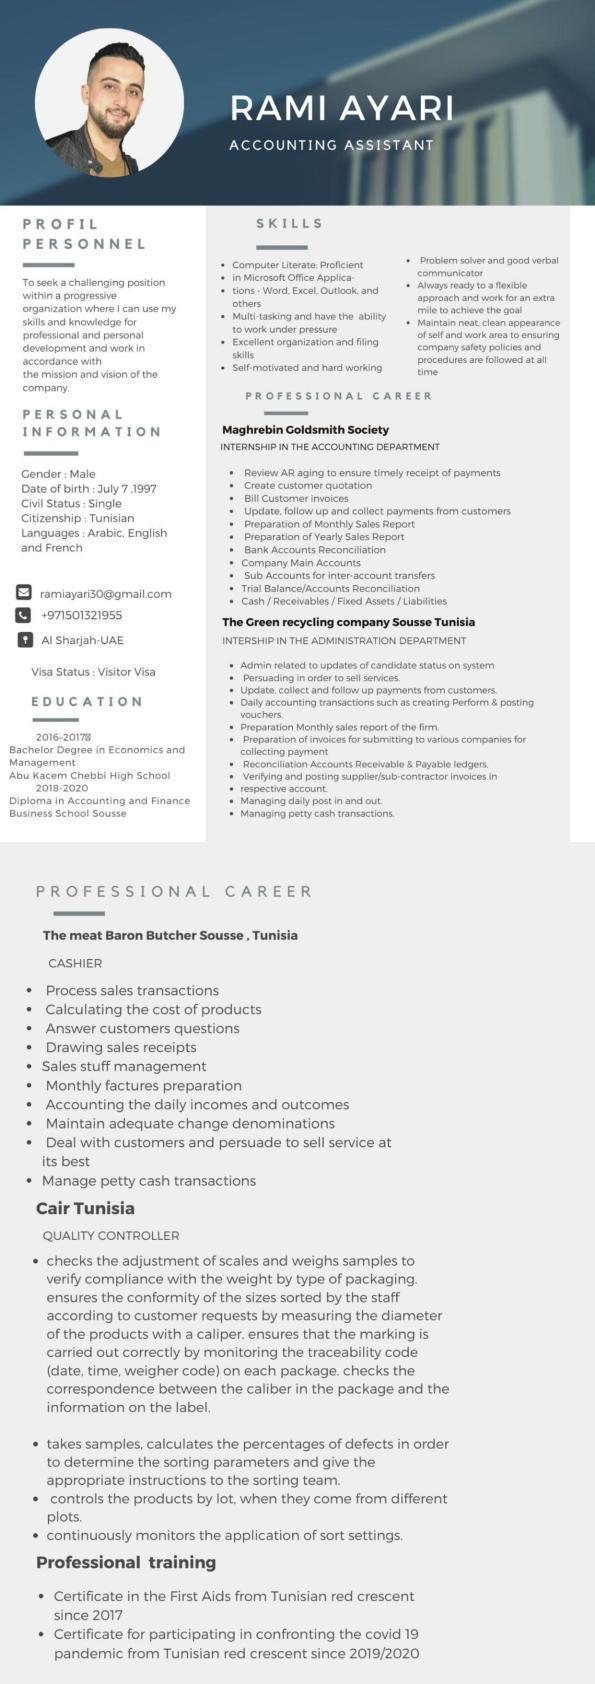 RAMI AYARI
ACCOUNTING ASSISTANT
PROFIL
PERSONNEL
To seek a challenging position
within a progressive
organization where I can use my
skills and knowledge for
professional and personal
development and work in
accordance with
the mission and vision of the
company.
PERSONAL
INFORMATION
Gender : Male
Date of birth : July 7 ,1997
Civil Status : Single
Citizenship : Tunisian
Languages : Arabic, English
and French
ramiayari30@gmail.com
+971501321955
Al Sharjah-UAE
Visa Status : Visitor Visa
EDUCATION
2016-2017
Bachelor Degree in Economics and
Management
Abu Kacem Chebbi High School
2018-2020
Diploma in Accounting and Finance
Business School Sousse
SKILLS
• Computer Literate: Proficient
• in Microsoft Office Applica-
• tions - Word, Excel, Outlook, and
others
• Multi-tasking and have the ability
to work under pressure
• Excellent organization and filing
skills
• Self-motivated and hard working
• Problem solver and good verbal
communicator
• Always ready to a flexible
approach and work for an extra
mile to achieve the goal
• Maintain neat, clean appearance
of self and work area to ensuring
company safety policies and
procedures are followed at all
time
PROFESSIONAL CAREER
Maghrebin Goldsmith Society
INTERNSHIP IN THE ACCOUNTING DEPARTMENT
• Review AR aging to ensure timely receipt of payments
• Create customer quotation
• Bill Customer invoices
• Update, follow up and collect payments from customers
• Preparation of Monthly Sales Report
• Preparation of Yearly Sales Report
• Bank Accounts Reconciliation
• Company Main Accounts
• Sub Accounts for inter-account transfers
• Trial Balance/Accounts Reconciliation
• Cash / Receivables / Fixed Assets / Liabilities
The Green recycling company Sousse Tunisia
INTERSHIP IN THE ADMINISTRATION DEPARTMENT
• Admin related to updates of candidate status on system
• Persuading in order to sell services.
• Update, collect and follow up payments from customers.
• Daily accounting transactions such as creating Perform & posting
vouchers.
• Preparation Monthly sales report of the firm.
• Preparation of invoices for submitting to various companies for
collecting payment
• Reconciliation Accounts Receivable & Payable ledgers.
• Verifying and posting supplier/sub-contractor invoices in
• respective account.
• Managing daily post in and out.
• Managing petty cash transactions.
PROFESSIONAL CAREER
The meat Baron Butcher Sousse , Tunisia
CASHIER
• Process sales transactions
• Calculating the cost of products
• Answer customers questions
• Drawing sales receipts
• Sales stuff management
• Monthly factures preparation
• Accounting the daily incomes and outcomes
• Maintain adequate change denominations
• Deal with customers and persuade to sell service at
its best
• Manage petty cash transactions
Cair Tunisia
QUALITY CONTROLLER
• checks the adjustment of scales and weighs samples to
verify compliance with the weight by type of packaging.
ensures the conformity of the sizes sorted by the staff
according to customer requests by measuring the diameter
of the products with a caliper. ensures that the marking is
carried out correctly by monitoring the traceability code
(date, time, weigher code) on each package. checks the
correspondence between the caliber in the package and the
information on the label.
• takes samples, calculates the percentages of defects in order
to determine the sorting parameters and give the
appropriate instructions to the sorting team.
• controls the products by lot, when they come from different
plots.
• continuously monitors the application of sort settings.
Professional training
• Certificate in the First Aids from Tunisian red crescent
since 2017
• Certificate for participating in confronting the covid 19
pandemic from Tunisian red crescent since 2019/2020